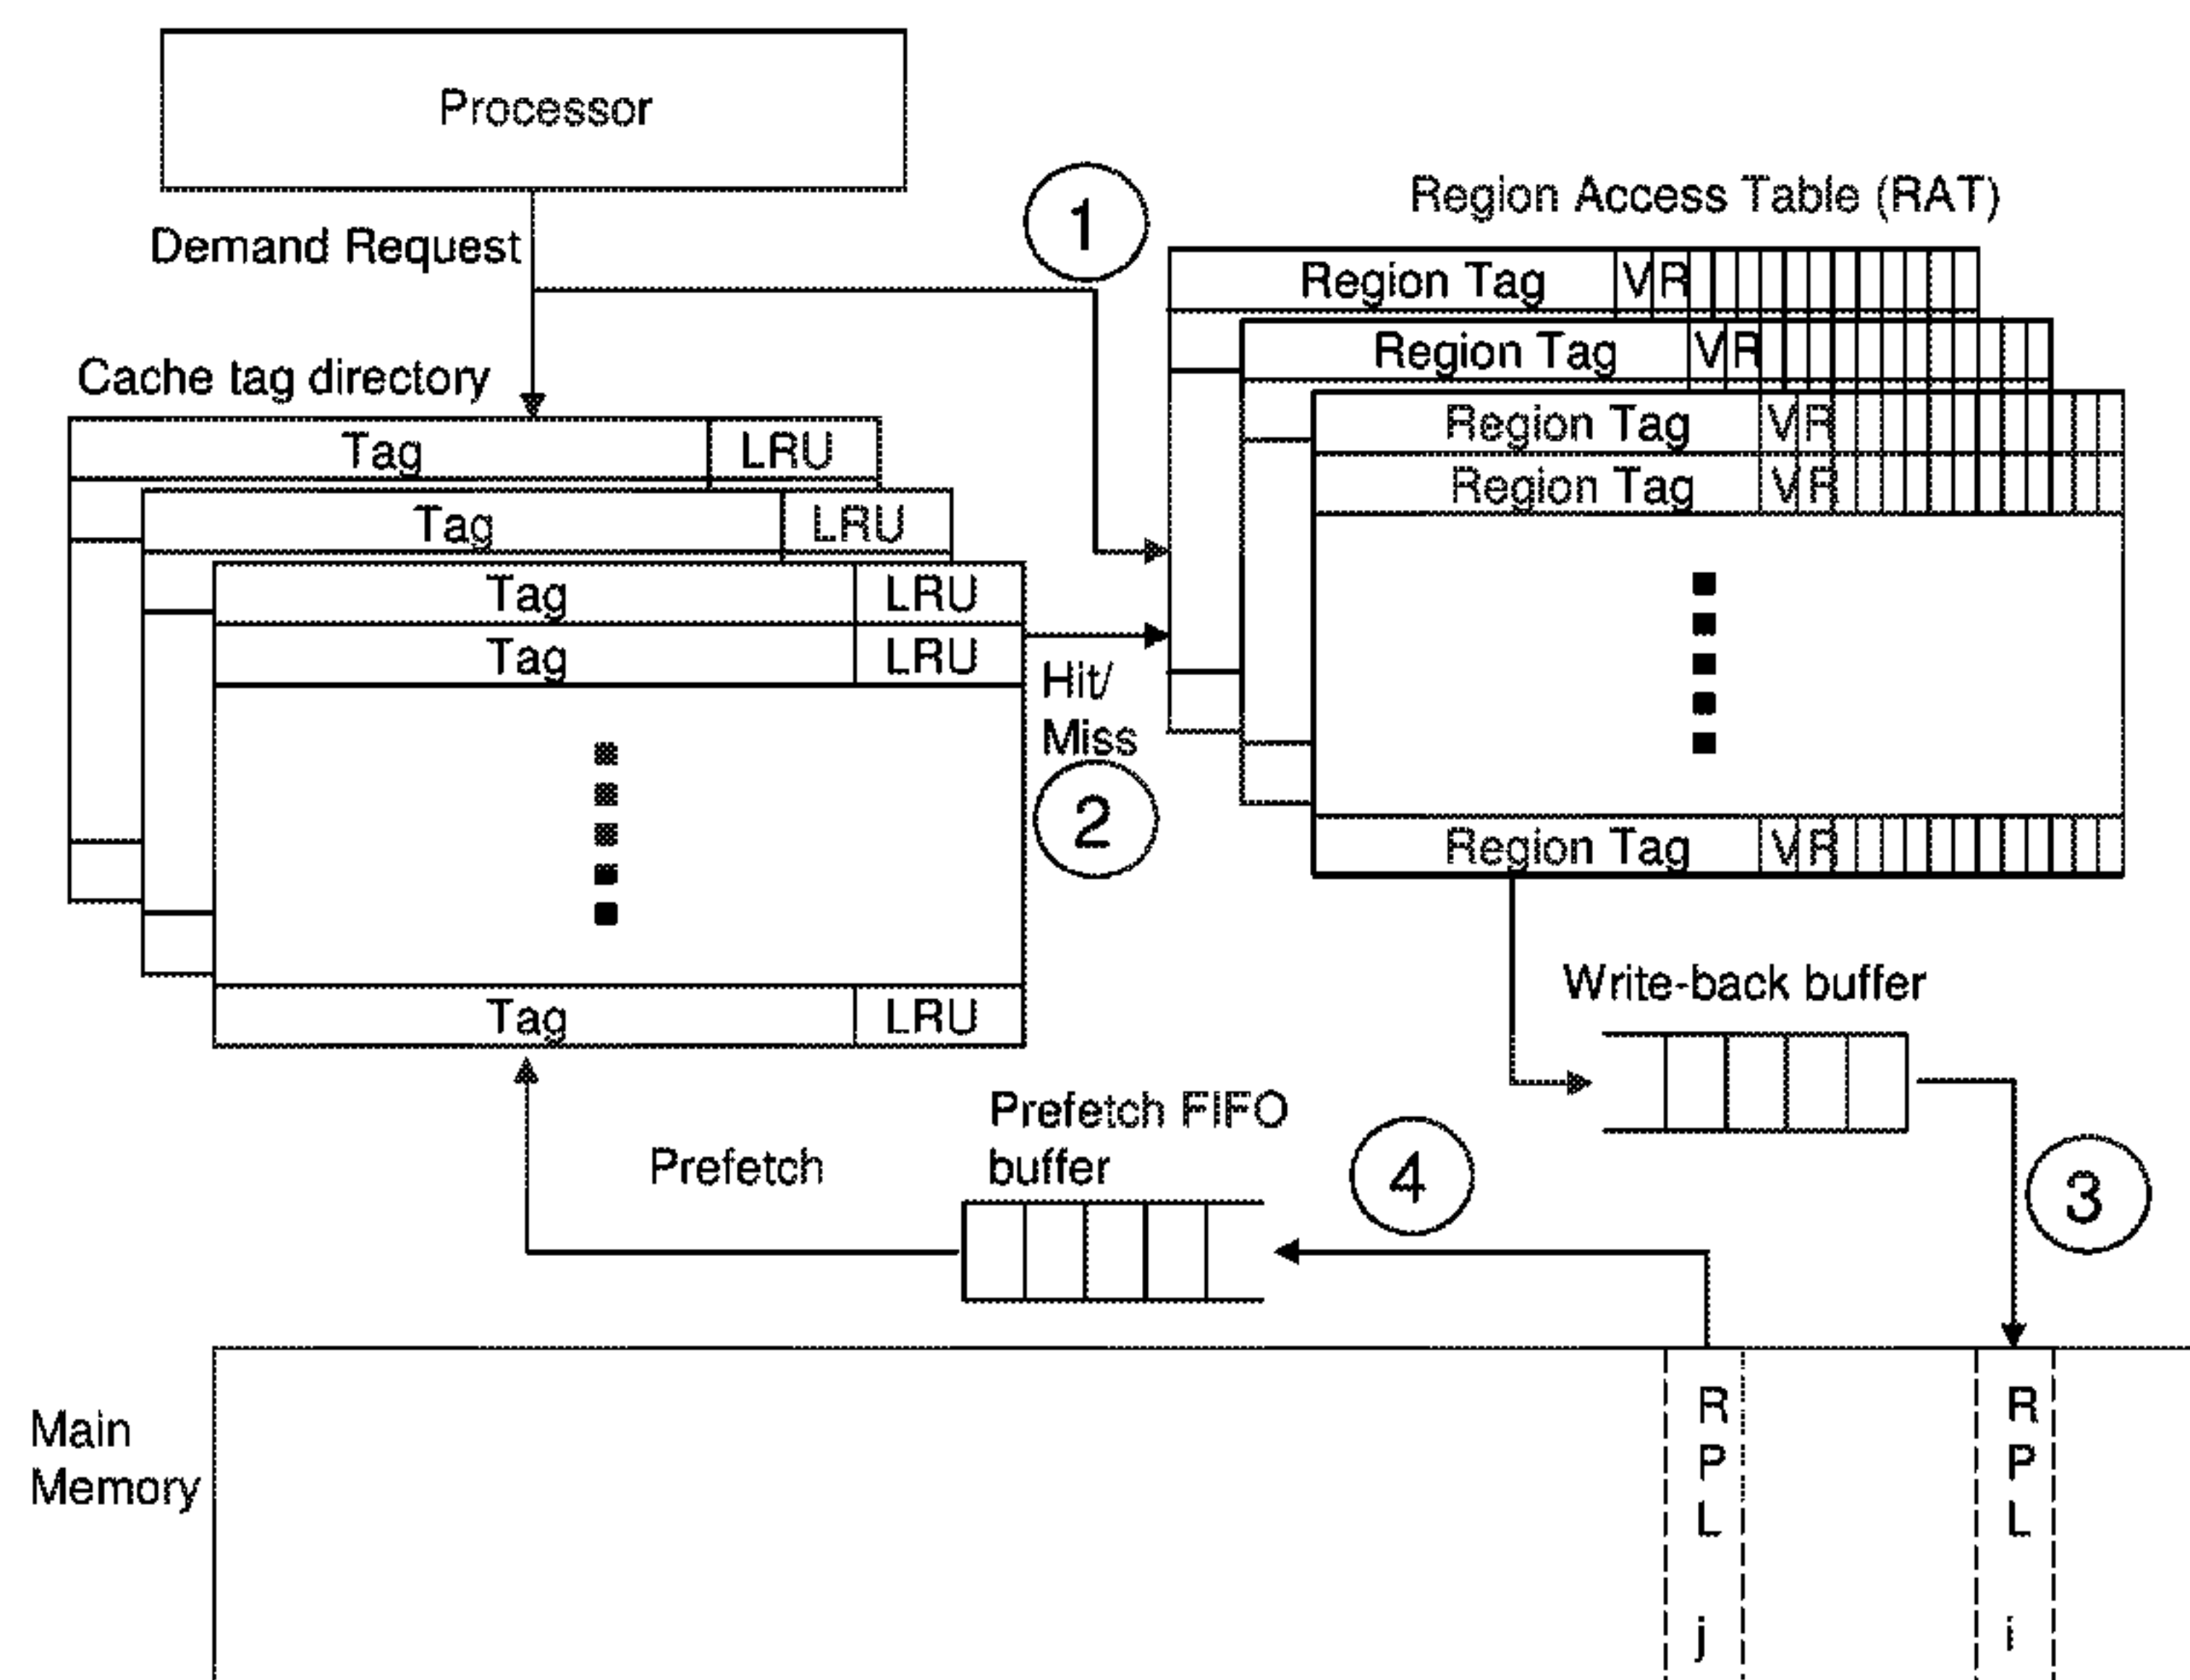 Processor
Demand Request
1
Region Access Table (RAT)
Region Tag V R
Region Tag V R
Region Tag V R
Region Tag V R
Region Tag V R
Cache tag directory
Tag LRU
Tag LRU
Tag LRU
Tag LRU
Tag LRU
Hit/
Miss
2
Write-back buffer
3
Prefetch FIFO
buffer
Prefetch
4
Main
Memory
R
P
L
j
R
P
L
i